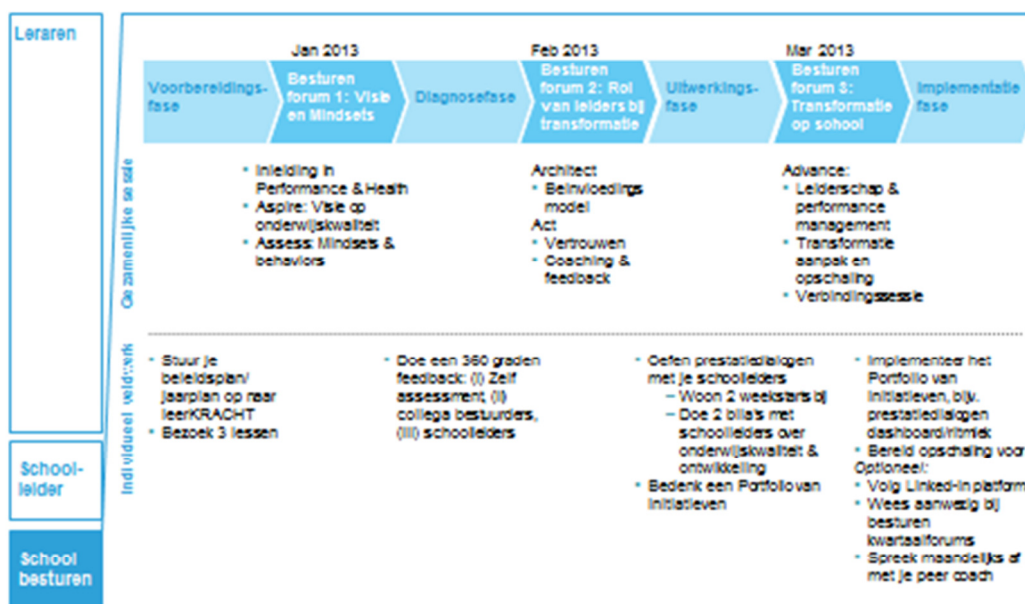 Leraren
Jan 2013
Feb 2013
Mar 2013
Voorbereidings-
fase
Besturen
forum 1: Visie
en Mindsets
Diagnosefase
Besturen
forum 2: Rol
van leiders bij
transformatie
Uitwerkings-
fase
Besturen
forum 3:
Transformatie
op school
Implementatie
fase
Gezamenlijke sessie
• Inleiding in
Performance & Health
• Aspire: Visie op
onderwijskwaliteit
• Assess: Mindsets &
behaviors
Architect
• Beïnvloedings
model
Act
• Vertrouwen
• Coaching &
feedback
Advance:
• Leiderschap &
performance
management
• Transformatie
aanpak en
opschaling
• Verbindingssessie
Individueel veldwerk
• Stuur je
beleidsplan/
jaarplan op naar
leerKRACHT
• Bezoek 3 lessen
• Doe een 360 graden
feedback: (i) Zelf
assessment, (ii)
collega bestuurders,
(iii) schoolleiders
• Oefen prestatiedialogen
met je schoolleiders
– Woon 2 weekstarts bij
– Doe 2 bila's met
schoolleiders over
onderwijskwaliteit &
ontwikkeling
• Bedenk een Portfolio van
Initiatieven
• Implementeer het
Portfolio van
Initiatieven, bijv.
prestatiedialogen
dashboard/ritmiek
• Bereid opschaling voor
Optioneel:
• Volg Linked-in platform
• Wees aanwezig bij
besturen
kwartaalforums
• Spreek maandelijks af
met je peer coach
School-
leider
School
besturen